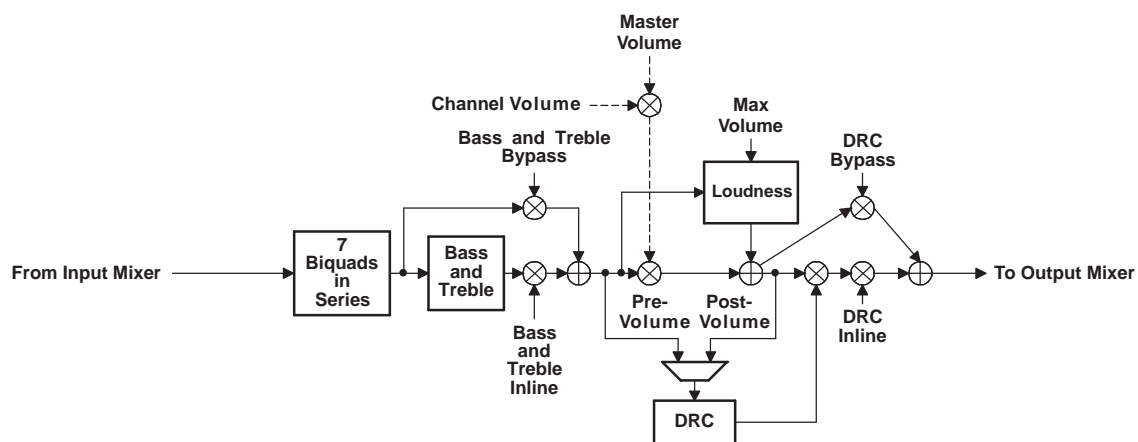 Master
Volume
Channel Volume
Max
Volume
Bass and Treble
Bypass
DRC
Bypass
Loudness
From Input Mixer
7
Biquads
in
Series
Bass
and
Treble
To Output Mixer
Pre-
Volume
Post-
Volume
DRC
Inline
Bass
and
Treble
Inline
DRC